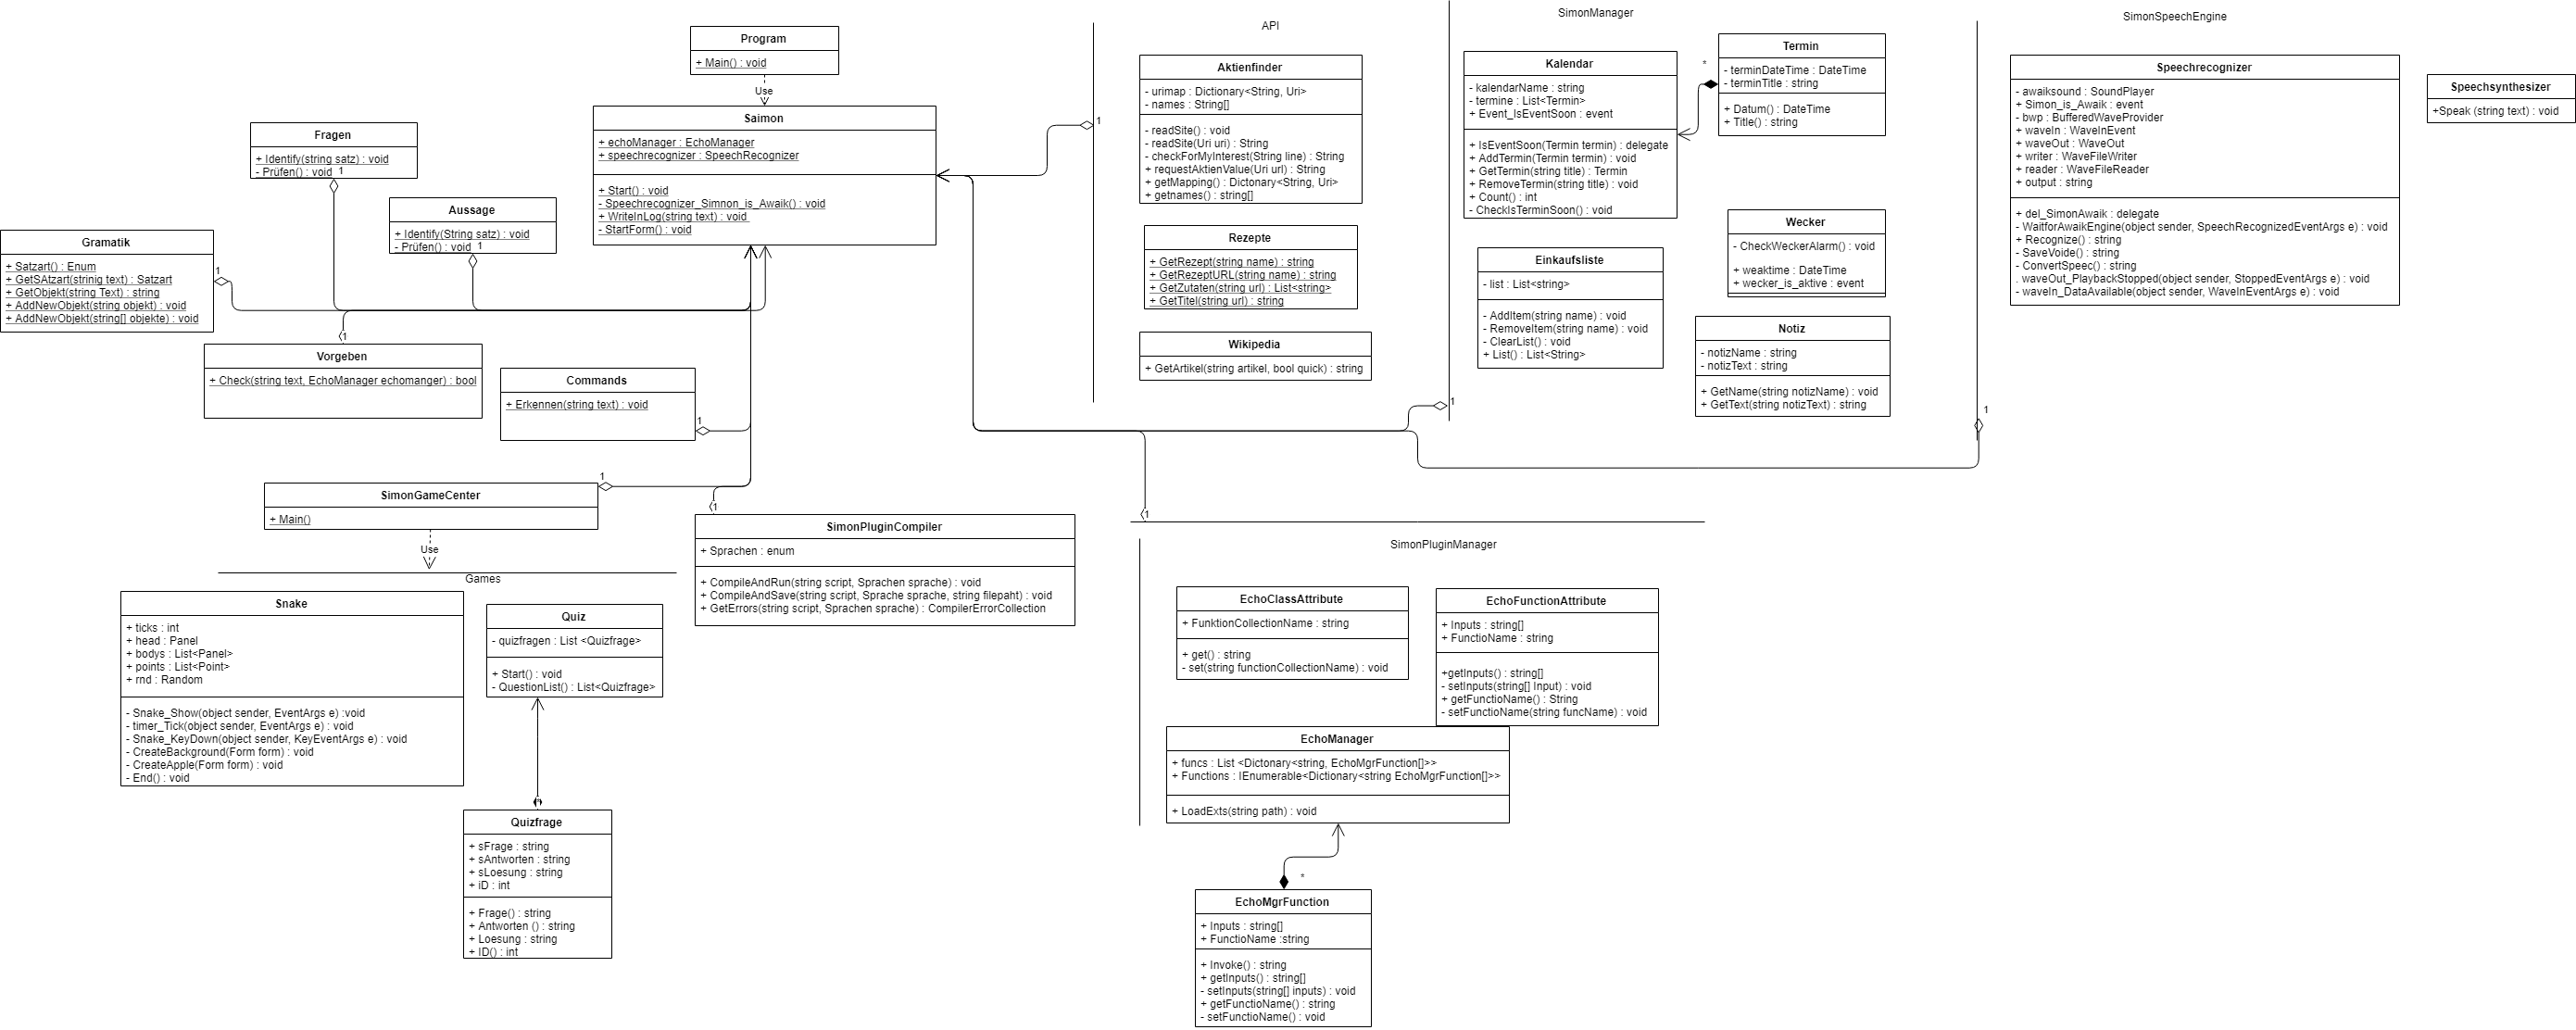 Program
+ Main() : void
Use
Saimon
+ echoManager : EchoManager
+ speechrecognizer : SpeechRecognizer
+ Start() : void
- Speechrecognizer_Simnon_is_Awaik() : void
+ WriteInLog(string text) : void
- StartForm() : void
Fragen
+ Identify(string satz) : void
- Prüfen() : void
1
Aussage
+ Identify(String satz) : void
- Prüfen() : void
1
Gramatik
+ Satzart() : Enum
+ GetSAtzart(strinig text) : Satzart
+ GetObjekt(string Text) : string
+ AddNewObjekt(string objekt) : void
+ AddNewObjekt(string[] objekte) : void
1
1
Vorgeben
+ Check(string text, EchoManager echomanger) : bool
Commands
+ Erkennen(string text) : void
1
SimonGameCenter
+ Main()
1
Use
Games
Snake
+ ticks : int
+ head : Panel
+ bodys : List<Panel>
+ points : List<Point>
+ rnd : Random
- Snake_Show(object sender, EventArgs e) :void
- timer_Tick(object sender, EventArgs e) : void
- Snake_KeyDown(object sender, KeyEventArgs e) : void
- CreateBackground(Form form) : void
- CreateApple(Form form) : void
- End() : void
Quiz
- quizfragen : List <Quizfrage>
+ Start() : void
- QuestionList() : List<Quizfrage>
Quizfrage
+ sFrage : string
+ sAntworten : string
+ sLoesung : string
+ iD : int
+ Frage() : string
+ Antworten () : string
+ Loesung : string
+ ID() : int
1
SimonPluginCompiler
+ Sprachen : enum
+ CompileAndRun(string script, Sprachen sprache) : void
+ CompileAndSave(string script, Sprache sprache, string filepaht) : void
+ GetErrors(string script, Sprachen sprache) : CompilerErrorCollection
API
1
Aktienfinder
- urimap : Dictionary<String, Uri>
- names : String[]
- readSite() : void
- readSite(Uri uri) : String
- checkForMyInterest(String line) : String
+ requestAktienValue(Uri url) : String
+ getMapping() : Dictonary<String, Uri>
+ getnames() : string[]
Rezepte
+ GetRezept(string name) : string
+ GetRezeptURL(string name) : string
+ GetZutaten(string url) : List<string>
+ GetTitel(string url) : string
Wikipedia
+ GetArtikel(string artikel, bool quick) : string
SimonManager
1
Kalendar
- kalendarName : string
- termine : List<Termin>
+ Event_IsEventSoon : event
+ IsEventSoon(Termin termin) : delegate
+ AddTermin(Termin termin) : void
+ GetTermin(string title) : Termin
+ RemoveTermin(string title) : void
+ Count() : int
- CheckIsTerminSoon() : void
*
Termin
- terminDateTime : DateTime
- terminTitle : string
+ Datum() : DateTime
+ Title() : string
Einkaufsliste
- list : List<string>
- AddItem(string name) : void
- RemoveItem(string name) : void
- ClearList() : void
+ List() : List<String>
Wecker
- CheckWeckerAlarm() : void
+ weaktime : DateTime
+ wecker_is_aktive : event
Notiz
- notizName : string
- notizText : string
+ GetName(string notizName) : void
+ GetText(string notizText) : string
SimonSpeechEngine
1
Speechrecognizer
- awaiksound : SoundPlayer
+ Simon_is_Awaik : event
- bwp : BufferedWaveProvider
+ waveIn : WaveInEvent
+ waveOut : WaveOut
+ writer : WaveFileWriter
+ reader : WaveFileReader
+ output : string
+ del_SimonAwaik : delegate
- WaitforAwaikEngine(object sender, SpeechRecognizedEventArgs e) : void
+ Recognize() : string
- SaveVoide() : string
- ConvertSpeec() : string
. waveOut_PlaybackStopped(object sender, StoppedEventArgs e) : void
- waveIn_DataAvailable(object sender, WaveInEventArgs e) : void
Speechsynthesizer
+Speak (string text) : void
1
SimonPluginManager
EchoClassAttribute
+ FunktionCollectionName : string
+ get() : string
- set(string functionCollectionName) : void
EchoFunctionAttribute
+ Inputs : string[]
+ FunctioName : string
+getInputs() : string[]
- setInputs(string[] Input) : void
+ getFunctioName() : String
- setFunctioName(string funcName) : void
EchoManager
+ funcs : List <Dictonary<string, EchoMgrFunction[]>>
+ Functions : IEnumerable<Dictionary<string EchoMgrFunction[]>>
+ LoadExts(string path) : void
*
EchoMgrFunction
+ Inputs : string[]
+ FunctioName :string
+ Invoke() : string
+ getInputs() : string[]
- setInputs(string[] inputs) : void
+ getFunctioName() : string
- setFunctioName() : void